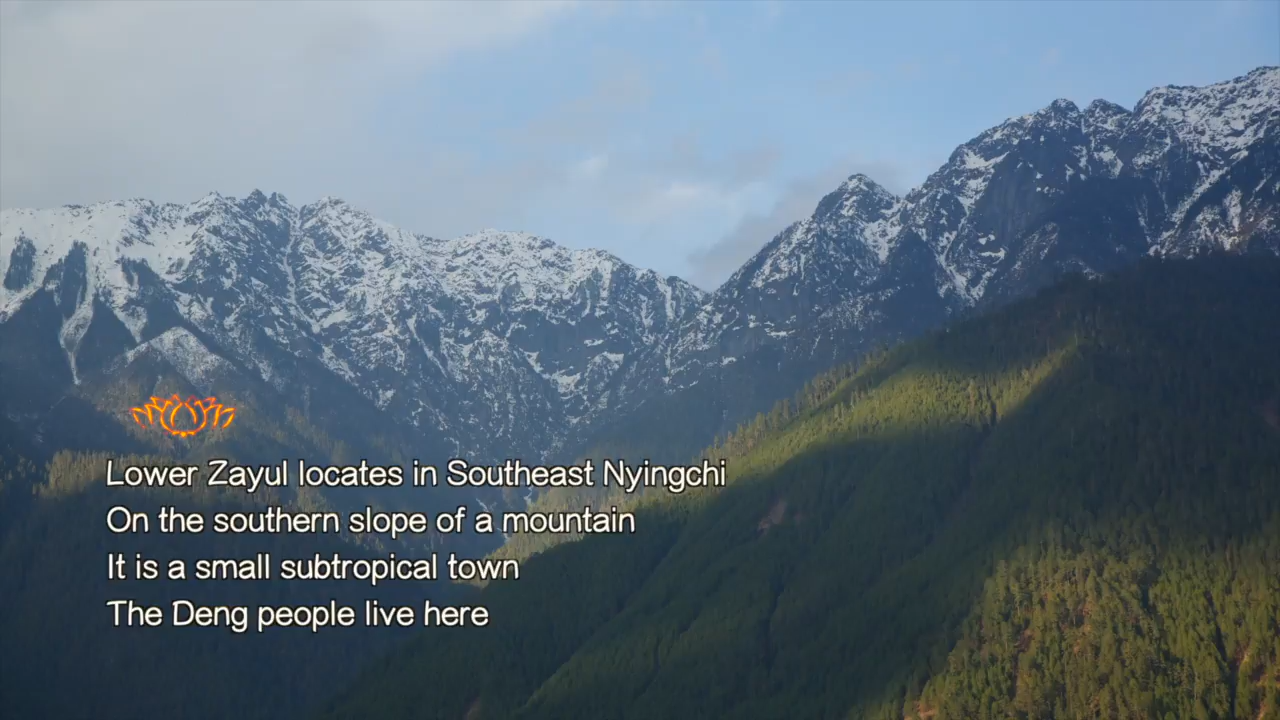 Lower Zayul locates in Southeast Nyingchi
On the southern slope of a mountain
It is a small subtropical town
The Deng people live here